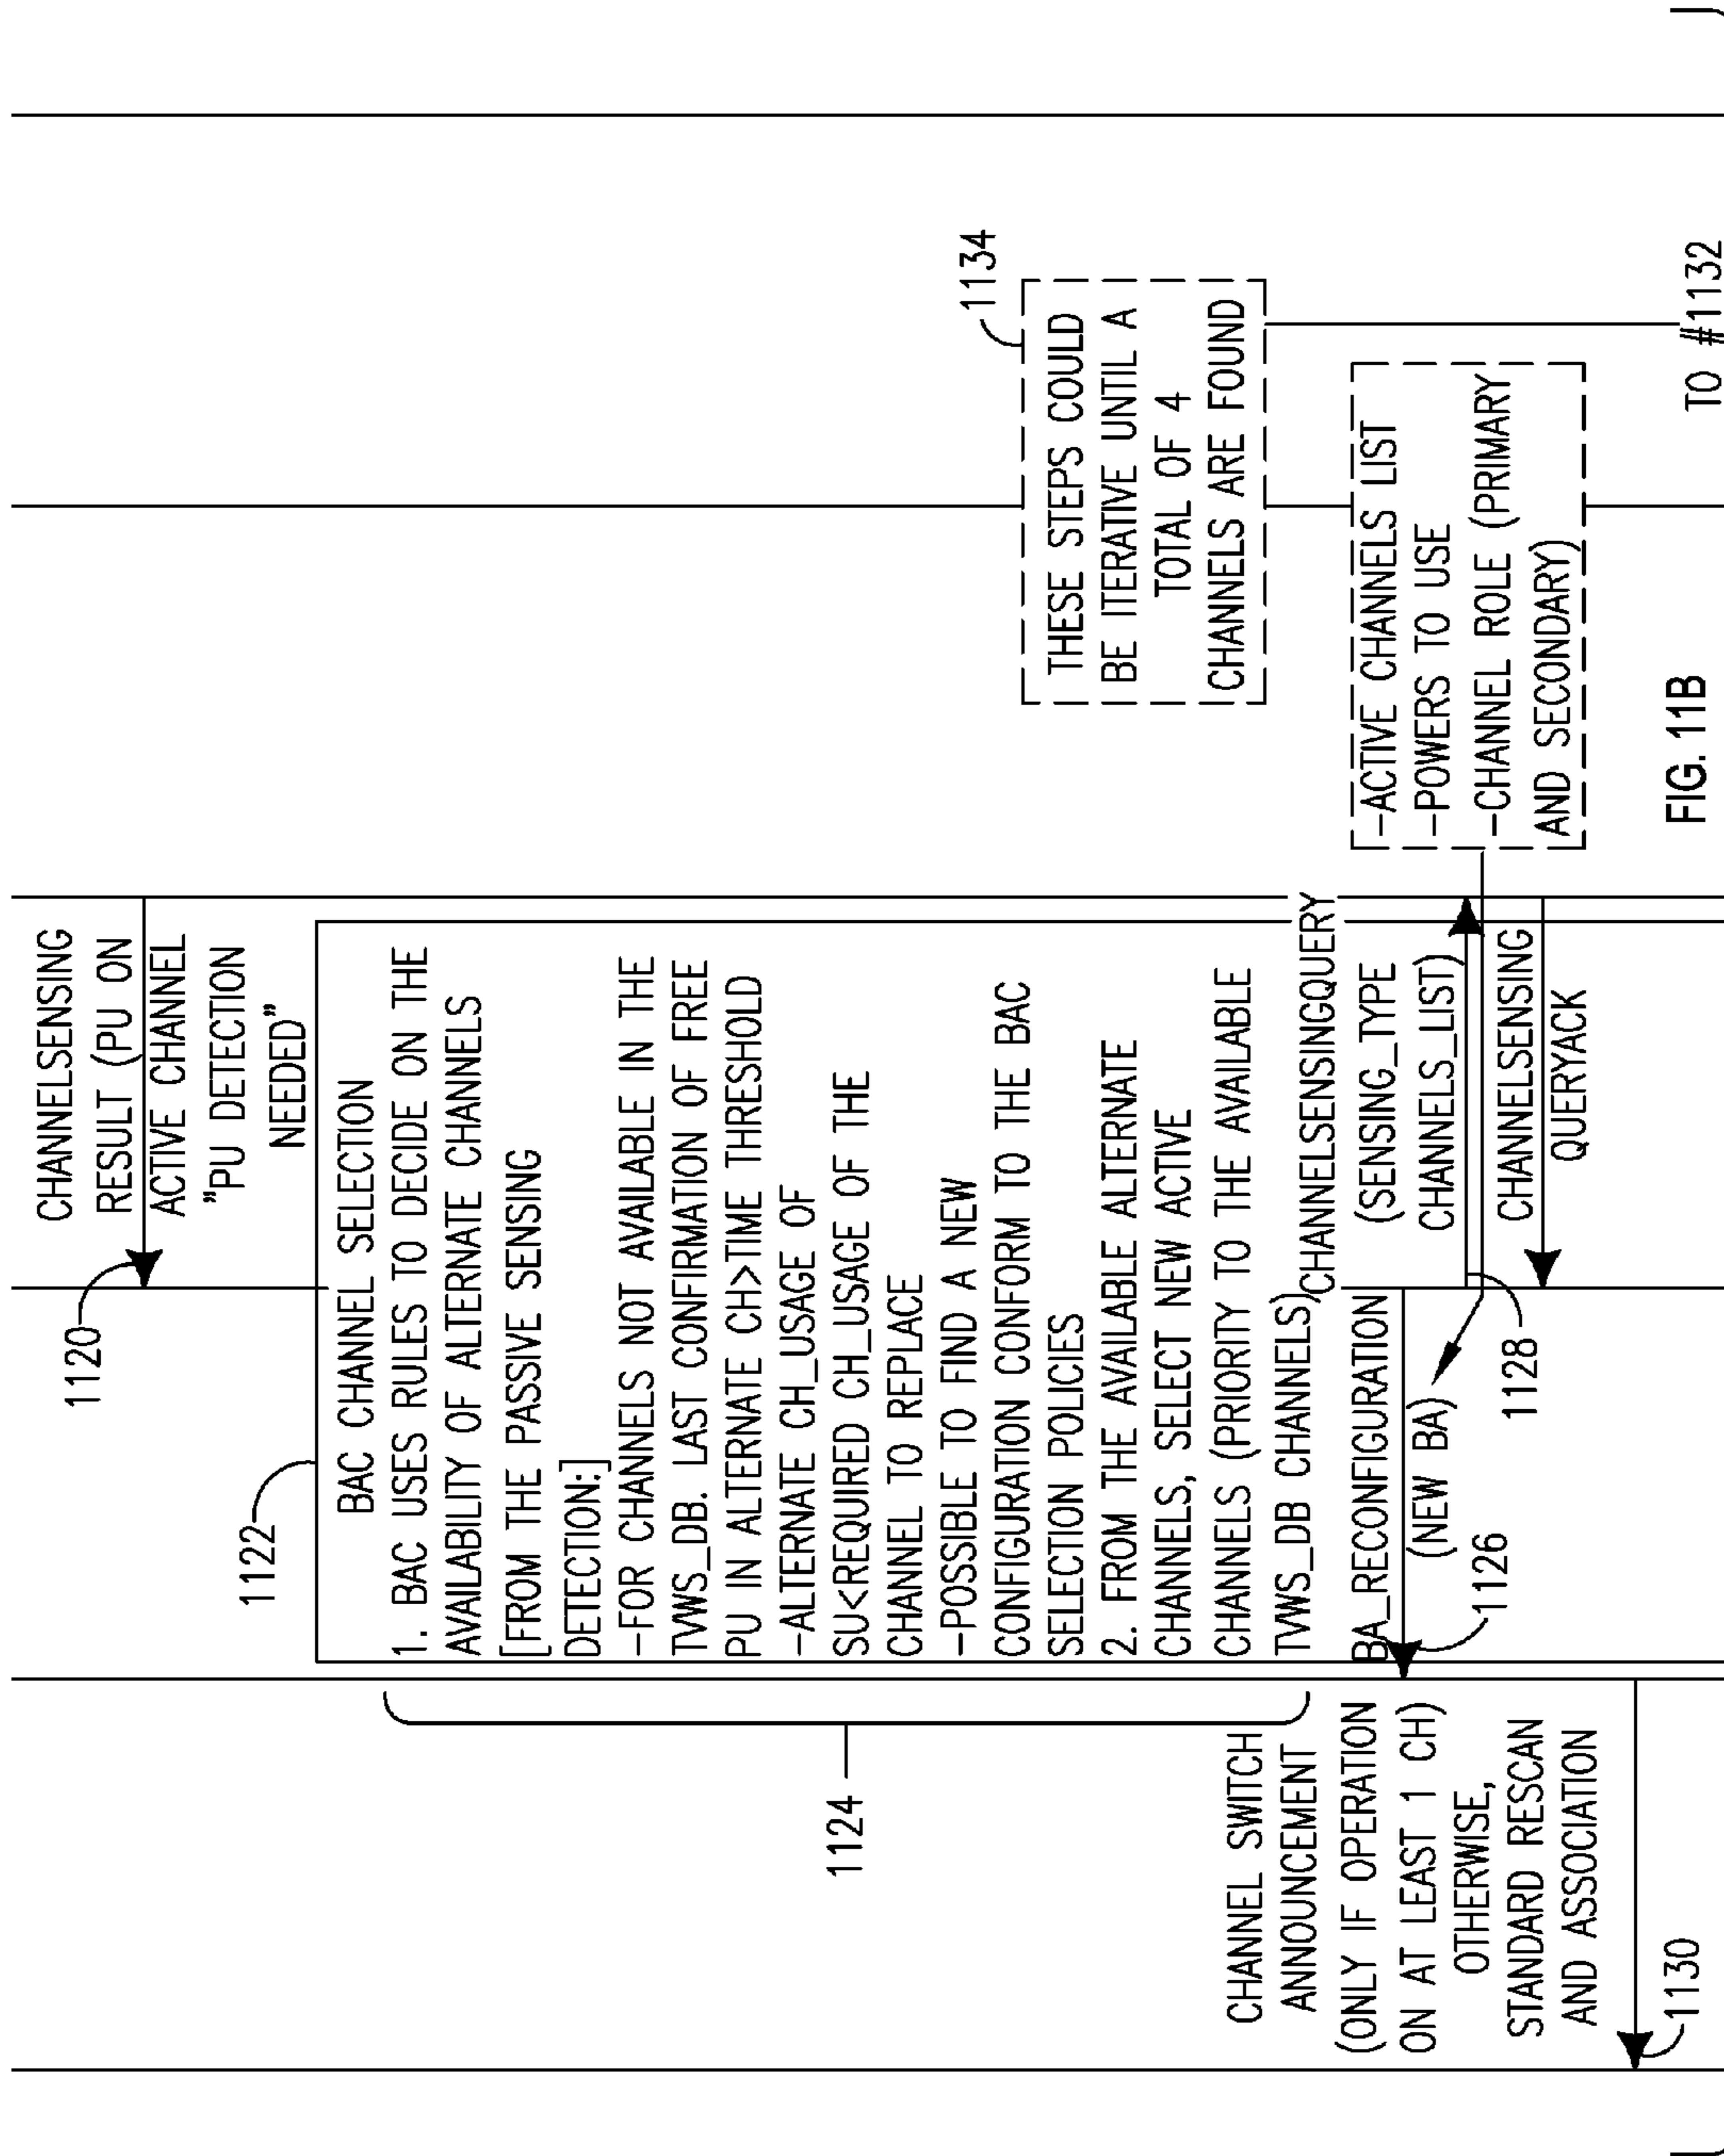 CHANNELSENSING
RESULT (PU ON
ACTIVE CHANNEL
"PU DETECTION
NEEDED"
1120
1122
BAC CHANNEL SELECTION
1. BAC USES RULES TO DECIDE ON THE
AVAILABILITY OF ALTERNATE CHANNELS
[FROM THE PASSIVE SENSING
DETECTION:]
-FOR CHANNELS NOT AVAILABLE IN THE
TVWS_DB. LAST CONFIRMATION OF FREE
PU IN ALTERNATE CH>TIME THRESHOLD
-ALTERNATE CH_USAGE OF
SU<REQUIRED CH_USAGE OF THE
CHANNEL TO REPLACE
-POSSIBLE TO FIND A NEW
CONFIGURATION CONFORM TO THE BAC
SELECTION POLICIES
2. FROM THE AVAILABLE ALTERNATE
CHANNELS, SELECT NEW ACTIVE
CHANNELS (PRIORITY TO THE AVAILABLE
TVWS_DB CHANNELS)
1124
1134
THESE STEPS COULD
BE ITERATIVE UNTIL A
TOTAL OF 4
CHANNELS ARE FOUND
CHANNELSENSINGQUERY
(SENSING_TYPE
CHANNELS_LIST)
1128
BA_RECONFIGURATION
(NEW BA)
1126
-ACTIVE CHANNELS LIST
-POWERS TO USE
-CHANNEL ROLE (PRIMARY
AND SECONDARY)
CHANNELSENSING
QUERYACK
CHANNEL SWITCH
ANNOUNCEMENT
(ONLY IF OPERATION
ON AT LEAST 1 CH)
OTHERWISE,
STANDARD RESCAN
AND ASSOCIATION
1130
TO #1132
FIG. 11B